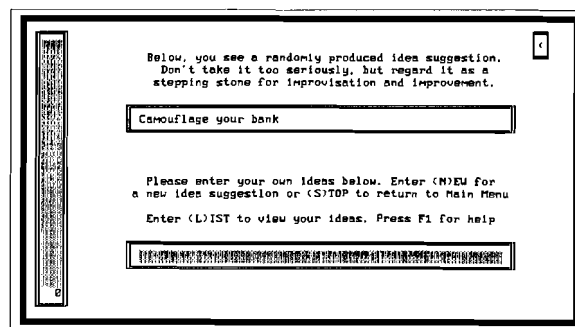 <
Below, you see a randomly produced idea suggestion.
Don't take it too seriously, but regard it as a
stepping stone for improvisation and improvement.
Camouflage your bank
Please enter your own ideas below. Enter (N)EW for
a new idea suggestion or (S)TOP to return to Main Menu
Enter (L)IST to view your ideas. Press F1 for help
0